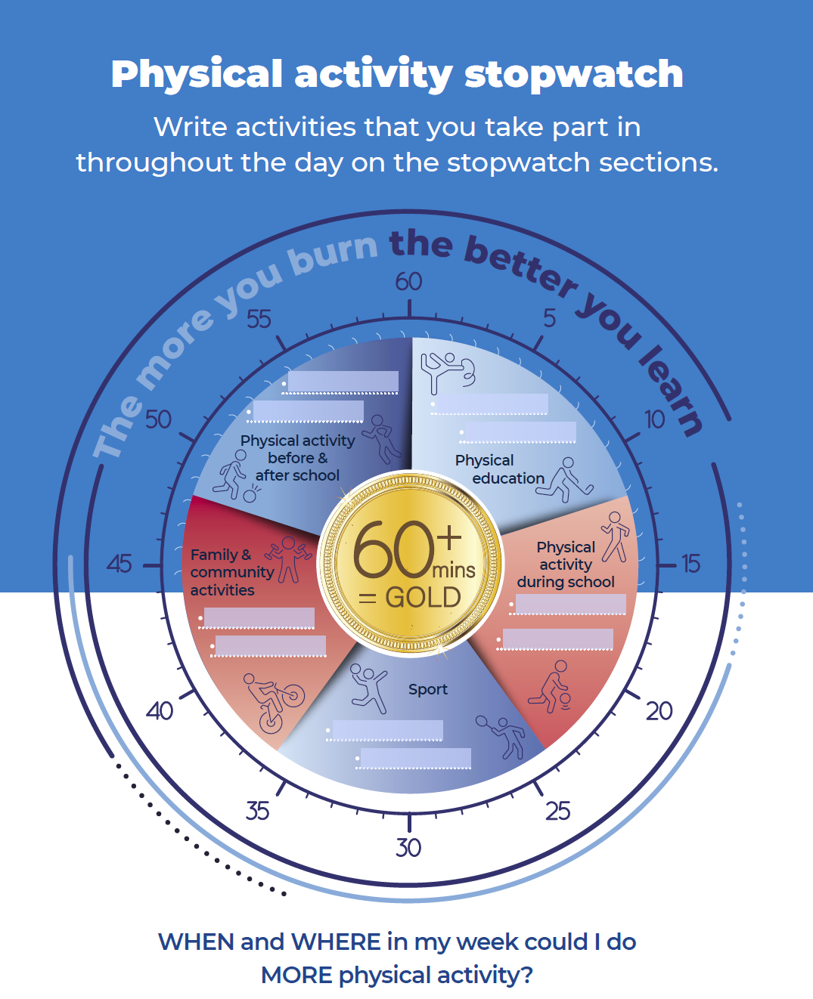 Physical activity stopwatch
Write activities that you take part in
throughout the day on the stopwatch sections.
The more you burn the better you learn
60
5
10
15
20
25
30
35
40
45
50
55
Physical activity
before &
after school
Physical
education
Family &
community
activities
60+
mins
= GOLD
Physical
activity
during school
Sport
WHEN and WHERE in my week could I do
MORE physical activity?